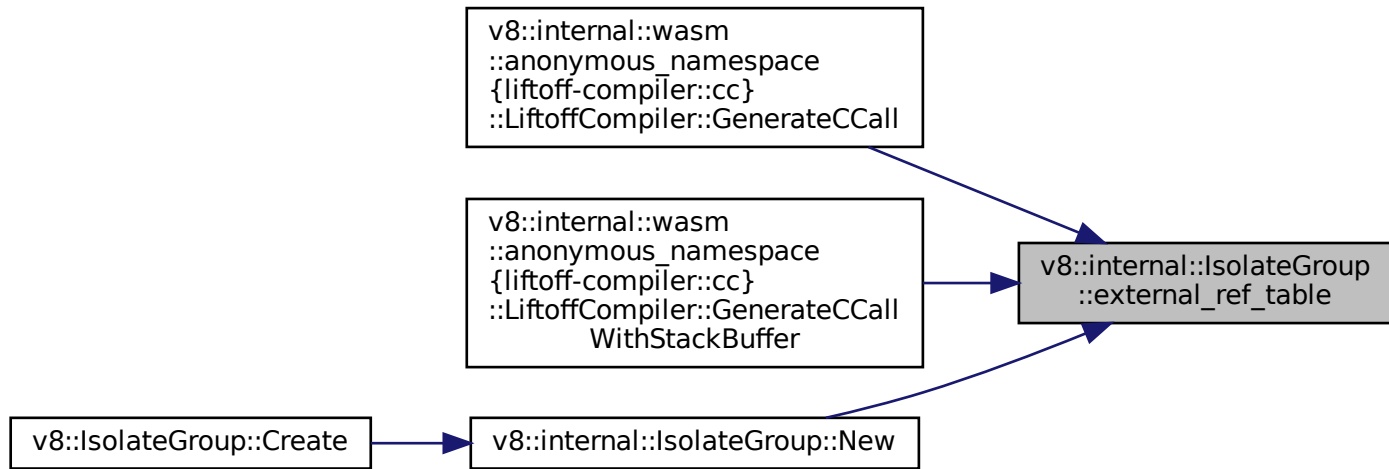 v8::internal::wasm
::anonymous_namespace
{liftoff-compiler::cc}
::LiftoffCompiler::GenerateCCall
v8::internal::wasm
::anonymous_namespace
{liftoff-compiler::cc}
::LiftoffCompiler::GenerateCCall
WithStackBuffer
v8::internal::IsolateGroup
::external_ref_table
v8::IsolateGroup::Create
v8::internal::IsolateGroup::New